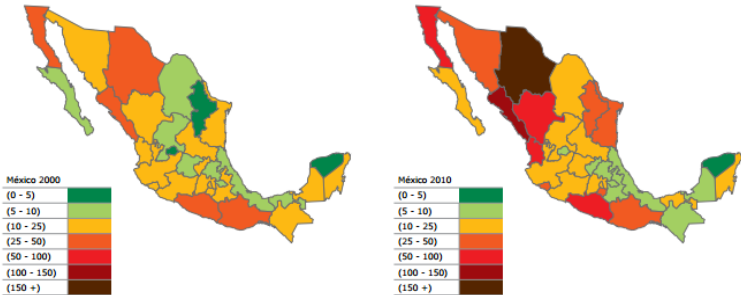 México 2000
(0 - 5)
(5 - 10)
(10 - 25)
(25 - 50)
(50 - 100)
(100 - 150)
(150 +)
México 2010
(0 - 5)
(5 - 10)
(10 - 25)
(25 - 50)
(50 - 100)
(100 - 150)
(150 +)